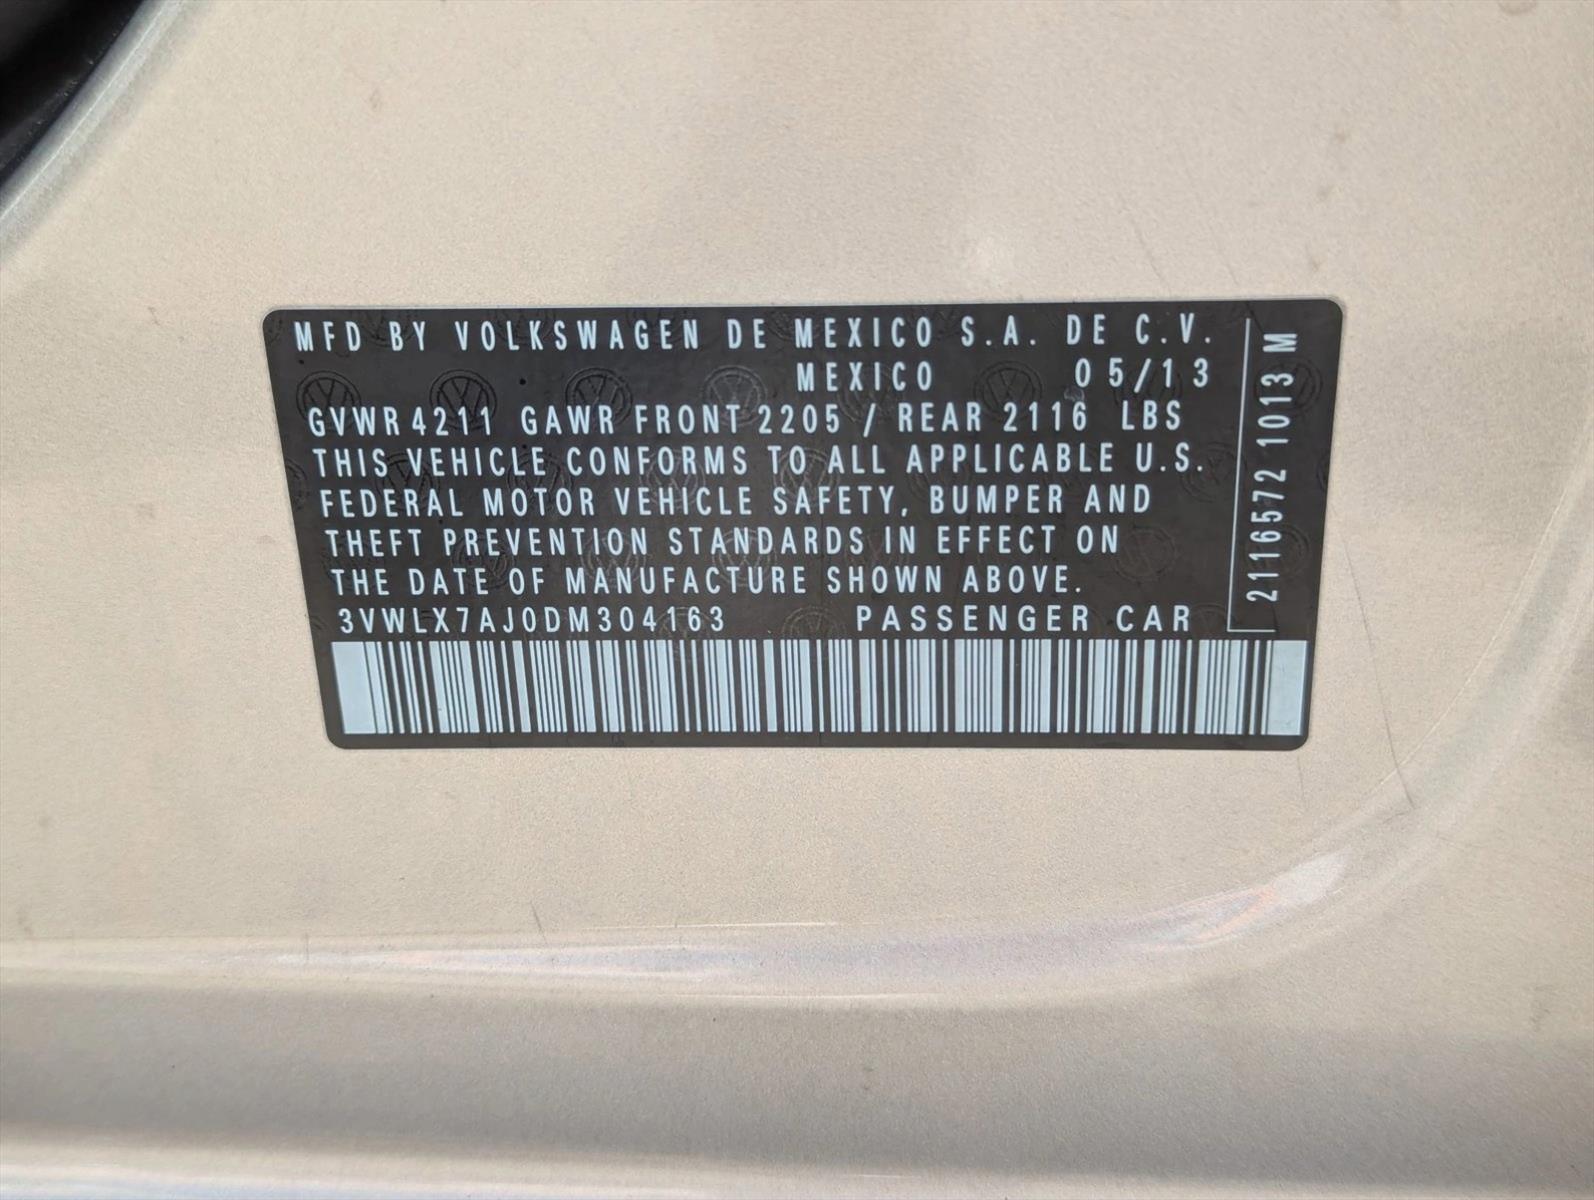 MFD BY VOLKSWAGEN DE MEXICO S.A. DE C.V.
MEXICO 05/13
GVWR 4211 GAWR FRONT 2205 / REAR 2116 LBS
THIS VEHICLE CONFORMS TO ALL APPLICABLE U.S.
FEDERAL MOTOR VEHICLE SAFETY, BUMPER AND
THEFT PREVENTION STANDARDS IN EFFECT ON
THE DATE OF MANUFACTURE SHOWN ABOVE.
3VWLX7AJ0DM304163 PASSENGER CAR
2116572 1013 M